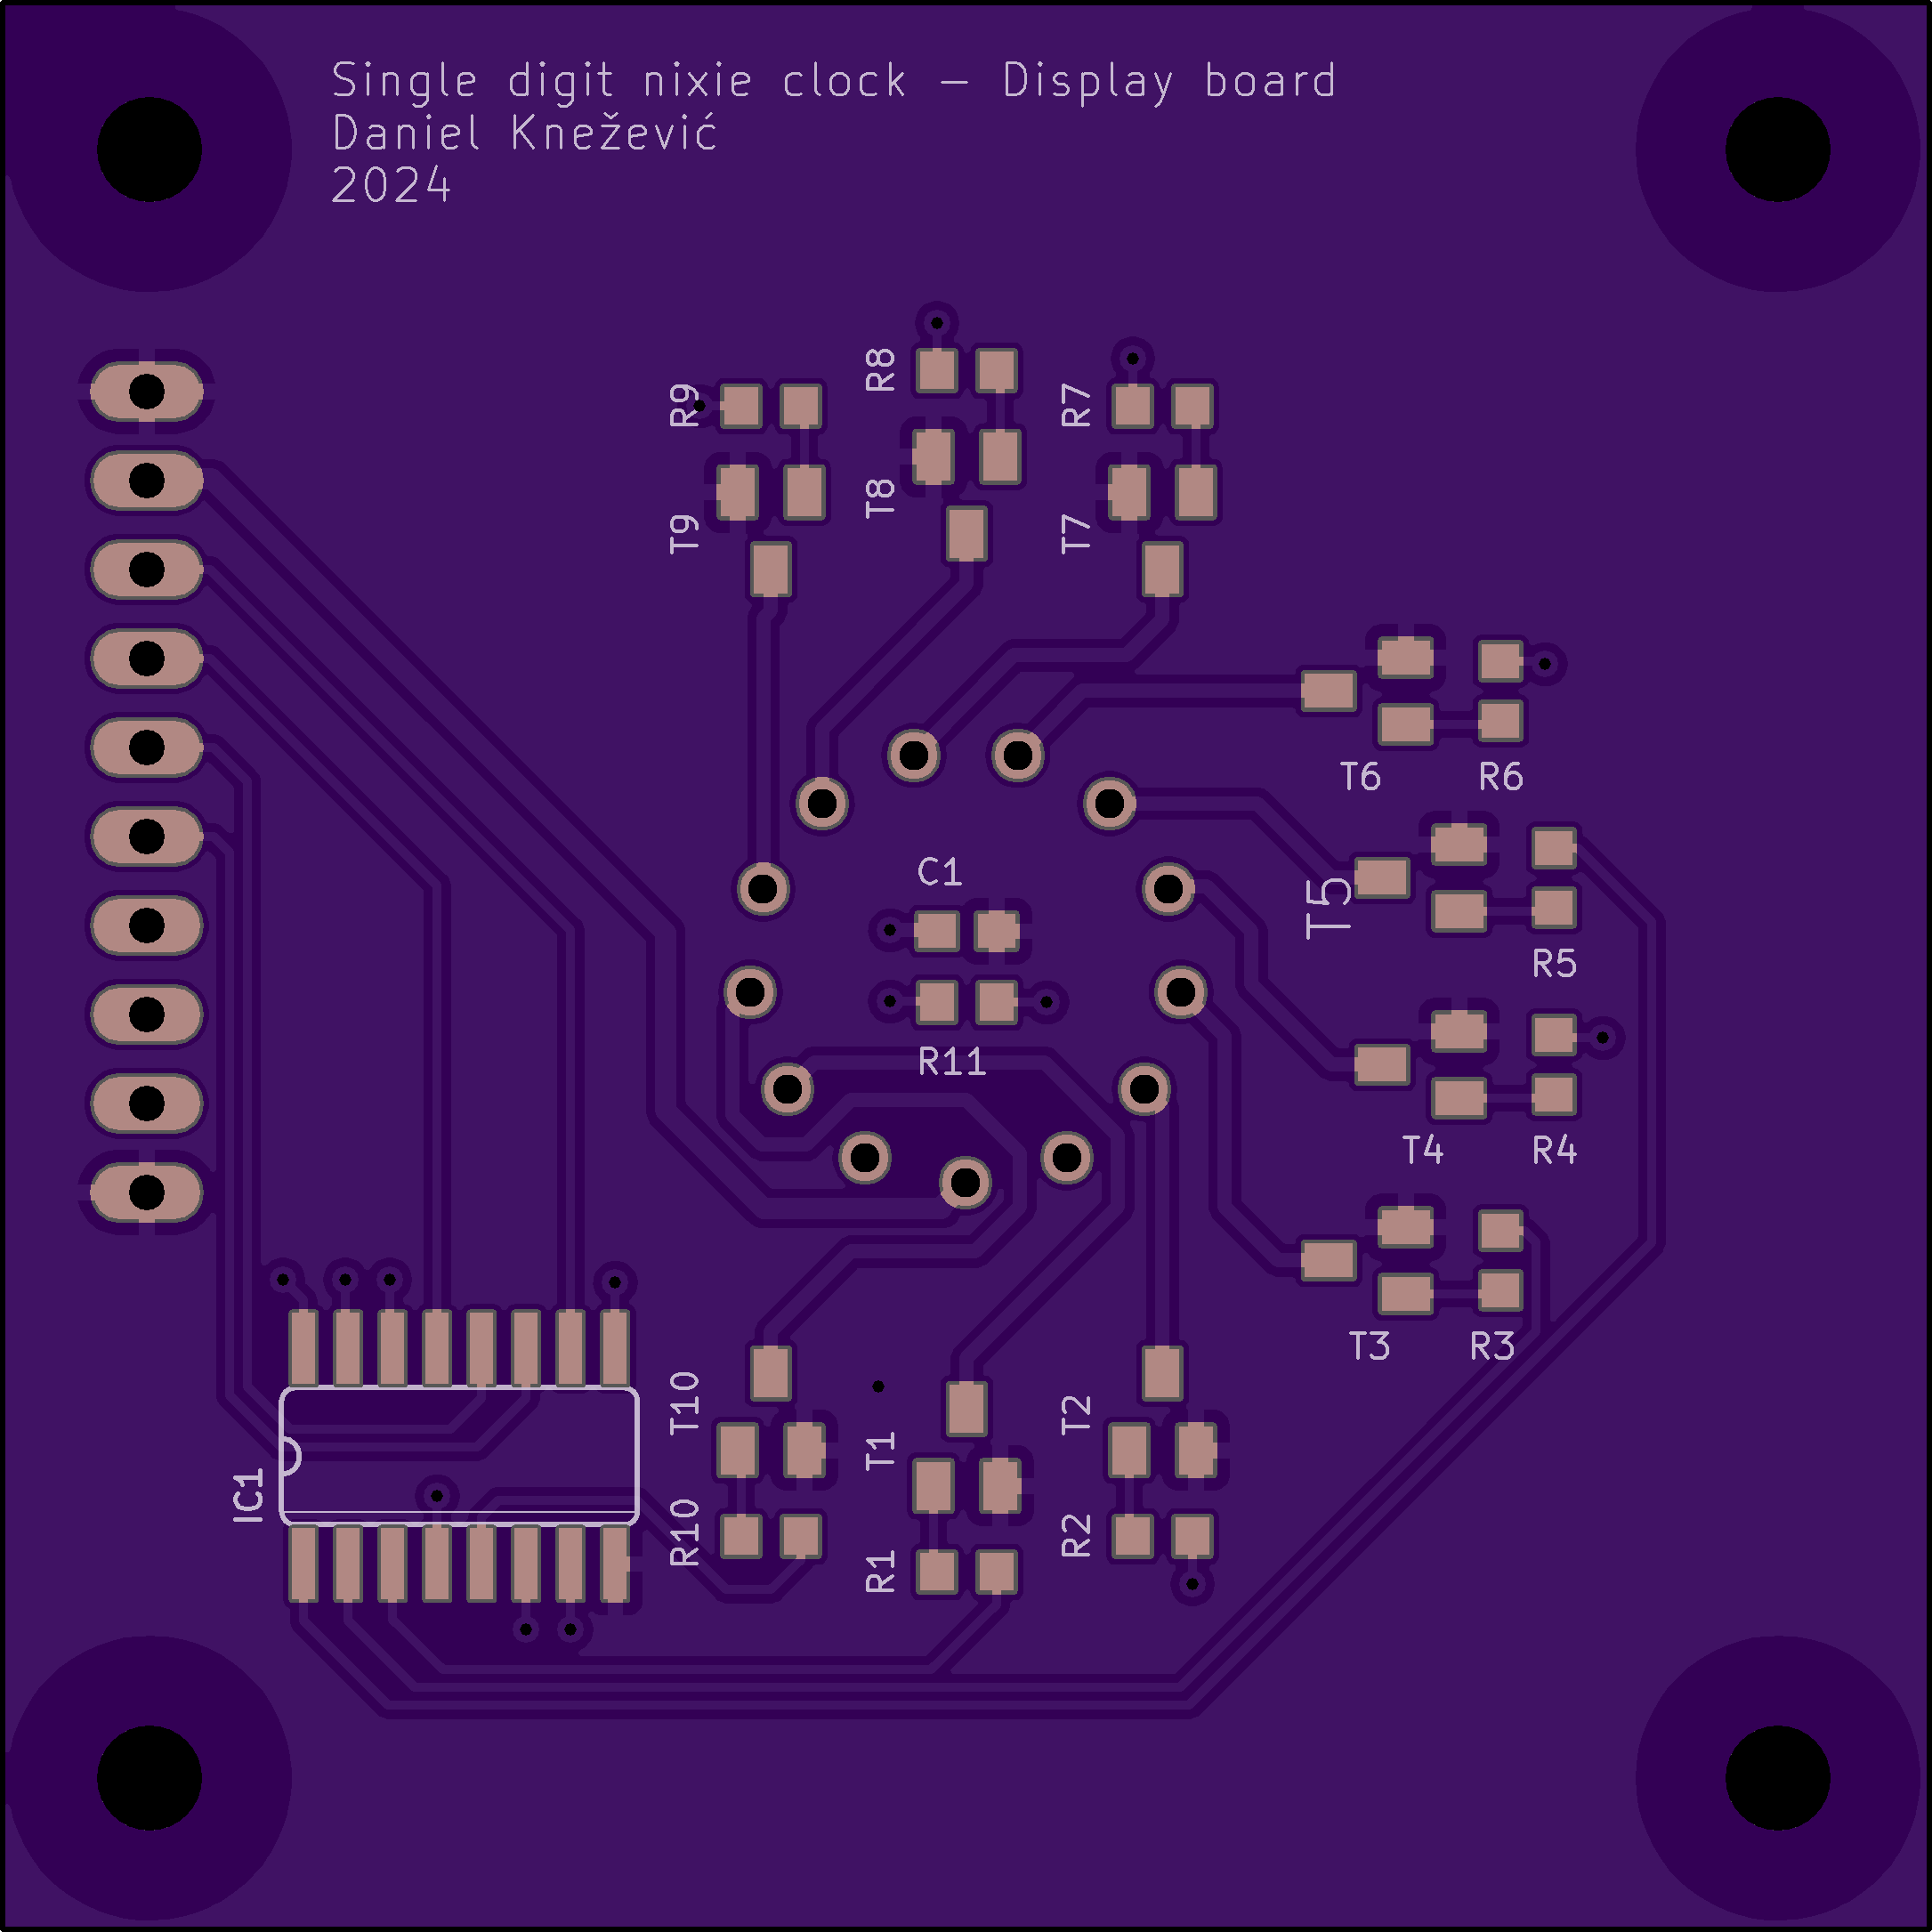 Single digit nixie clock – Display board
Daniel Knežević
2024
R9
R8
R7
T9
T8
T7
T6
R6
C1
T5
R5
R11
T4
R4
T3
R3
T10
T1
T2
IC1
R10
R1
R2